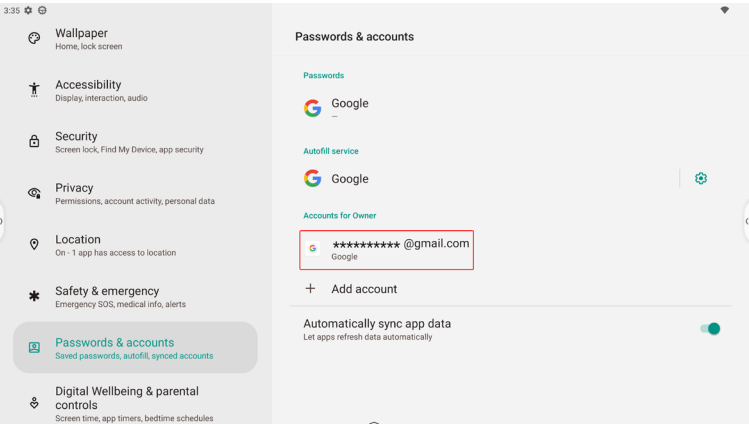 3:35
Wallpaper
Home, lock screen
Accessibility
Display, interaction, audio
Security
Screen lock, Find My Device, app security
Privacy
Permissions, account activity, personal data
Location
On - 1 app has access to location
Safety & emergency
Emergency SOS, medical info, alerts
Passwords & accounts
Saved passwords, autofill, synced accounts
Digital Wellbeing & parental
controls
Screen time, app timers, bedtime schedules
Passwords & accounts
Passwords
Google
—
Autofill service
Google
Accounts for Owner
********** @gmail.com
Google
Add account
Automatically sync app data
Let apps refresh data automatically